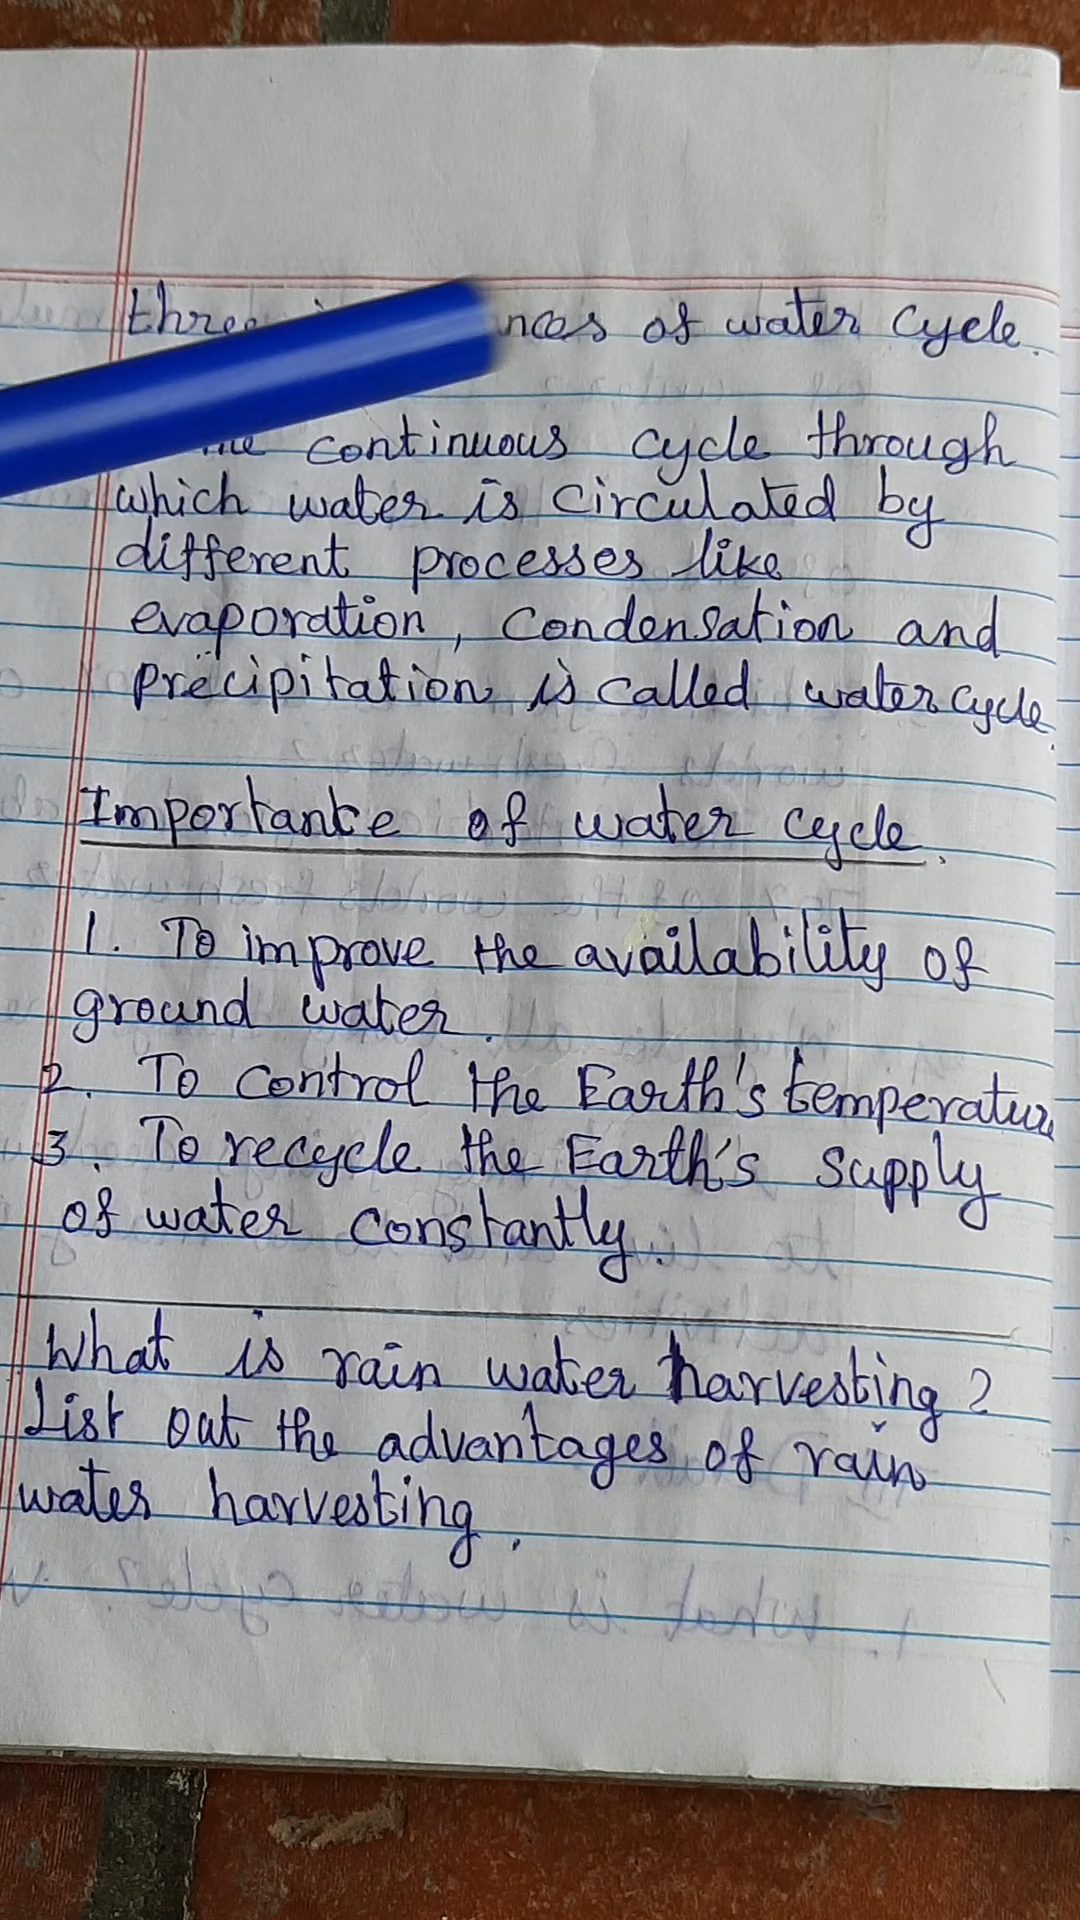 three of water cycle.
continuous cycle through
which water is circulated by
different processes like
evaporation, condensation and
precipitation is called water cycle.
Importance of water cycle.
1. To improve the availability of
ground water.
2. To control the Earth's temperature
3. To recycle the Earth's supply
of water constantly.
What is rain water harvesting?
List out the advantages of rain
water harvesting.